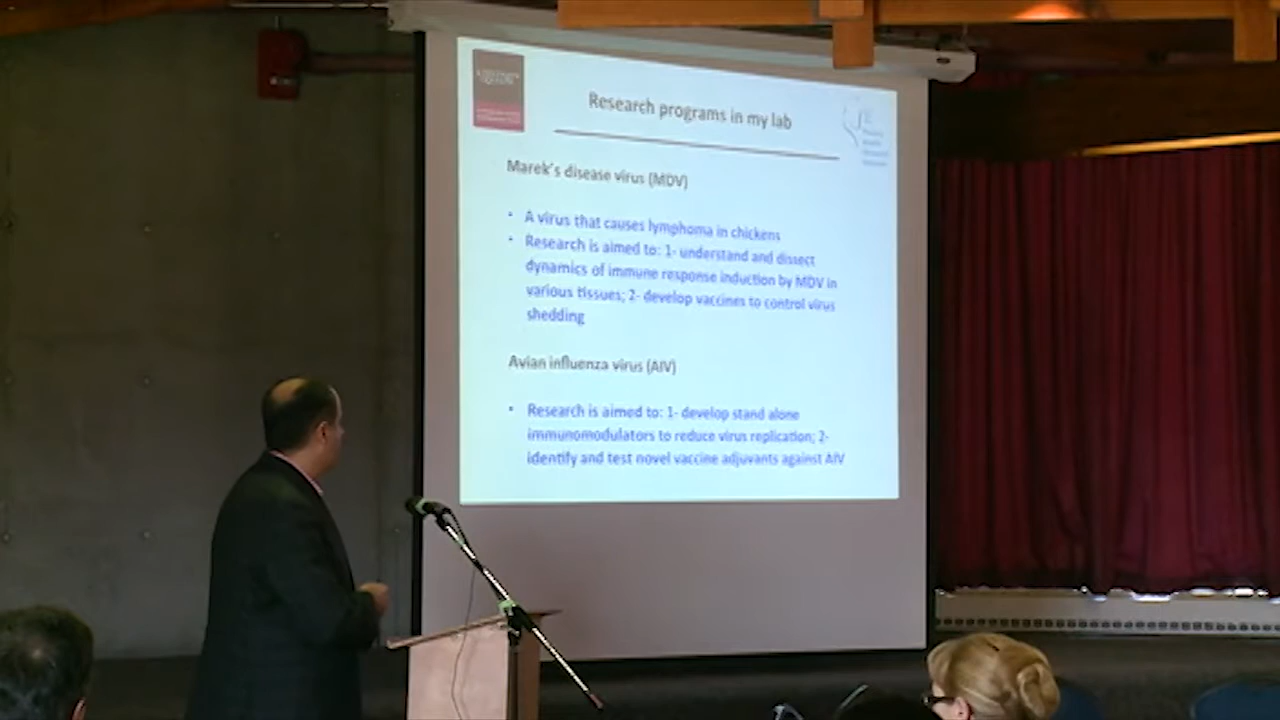 Research programs in my lab
Marek's disease virus (MDV)
• A virus that causes lymphoma in chickens
• Research is aimed to: 1- understand and dissect
dynamics of immune response induction by MDV in
various tissues; 2- develop vaccines to control virus
shedding
Avian influenza virus (AIV)
• Research is aimed to: 1- develop stand alone
immunomodulators to reduce virus replication; 2-
identify and test novel vaccine adjuvants against AIV